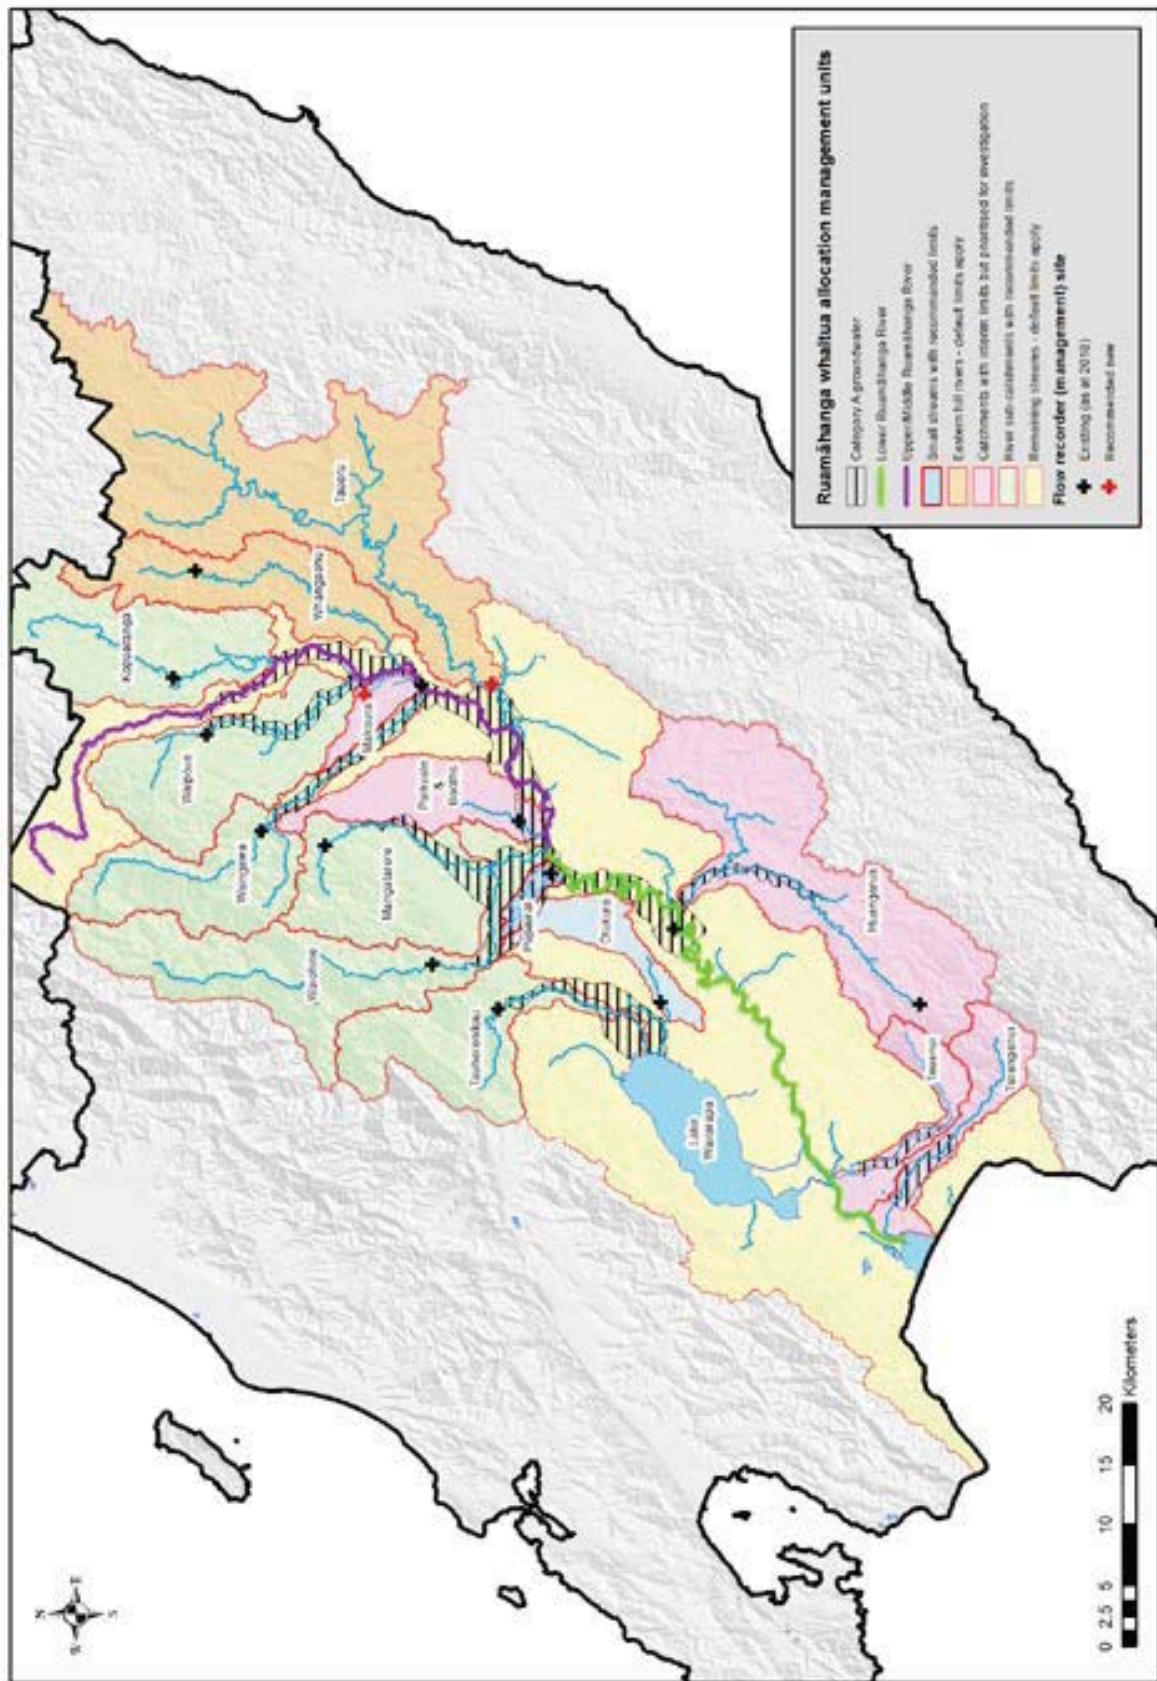 Ruamāhanga whaitua allocation management units
Category A groundwater
Lower Ruamāhanga River
Upper/Middle Ruamāhanga River
Small streams with recommended limits
Eastern hill rivers - default limits apply
Catchments with interim limits but prioritised for investigation
River sub-catchments with recommended limits
Remaining streams - default limits apply
Flow recorder (management) site
Existing (as at 2018)
Recommended new
Kopuaranga
Whangaehu
Taueru
Waipoua
Makoura
Waingawa
Parkvale
&
Booths
Mangatarere
Waiohine
Papawai
Otukura
Tauherenikau
Lake
Wairarapa
Huangarua
Tauanui
Turanganui
N
S
0 2.5 5 10 15 20
Kilometers